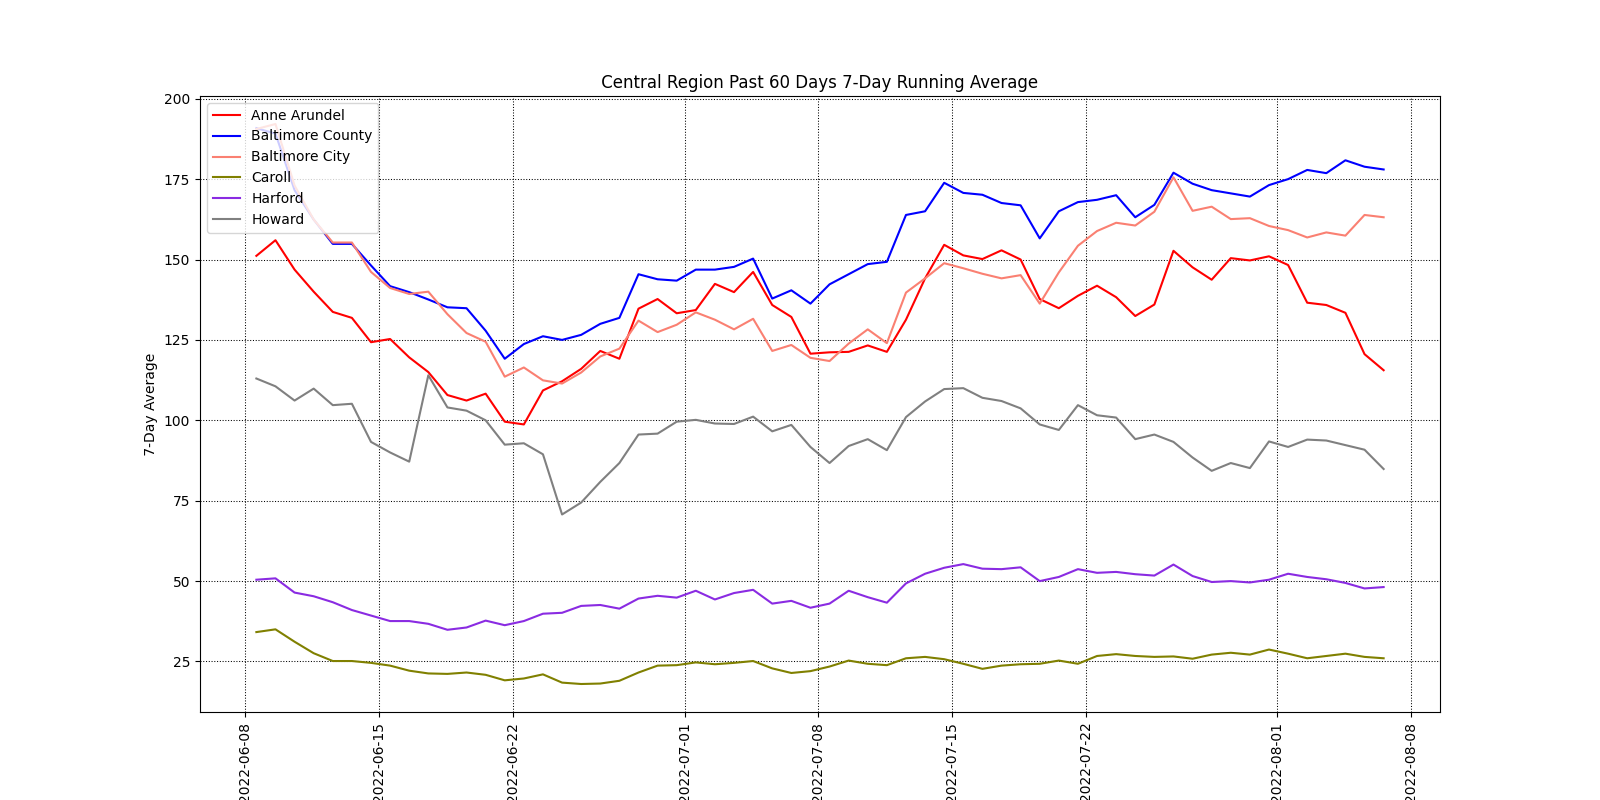 Central Region Past 60 Days 7-Day Running Average
200
175
150
125
100
75
50
25
7-Day Average
Anne Arundel
Baltimore County
Baltimore City
Caroll
Harford
Howard
2022-06-08
2022-06-15
2022-06-22
2022-07-01
2022-07-08
2022-07-15
2022-07-22
2022-08-01
2022-08-08